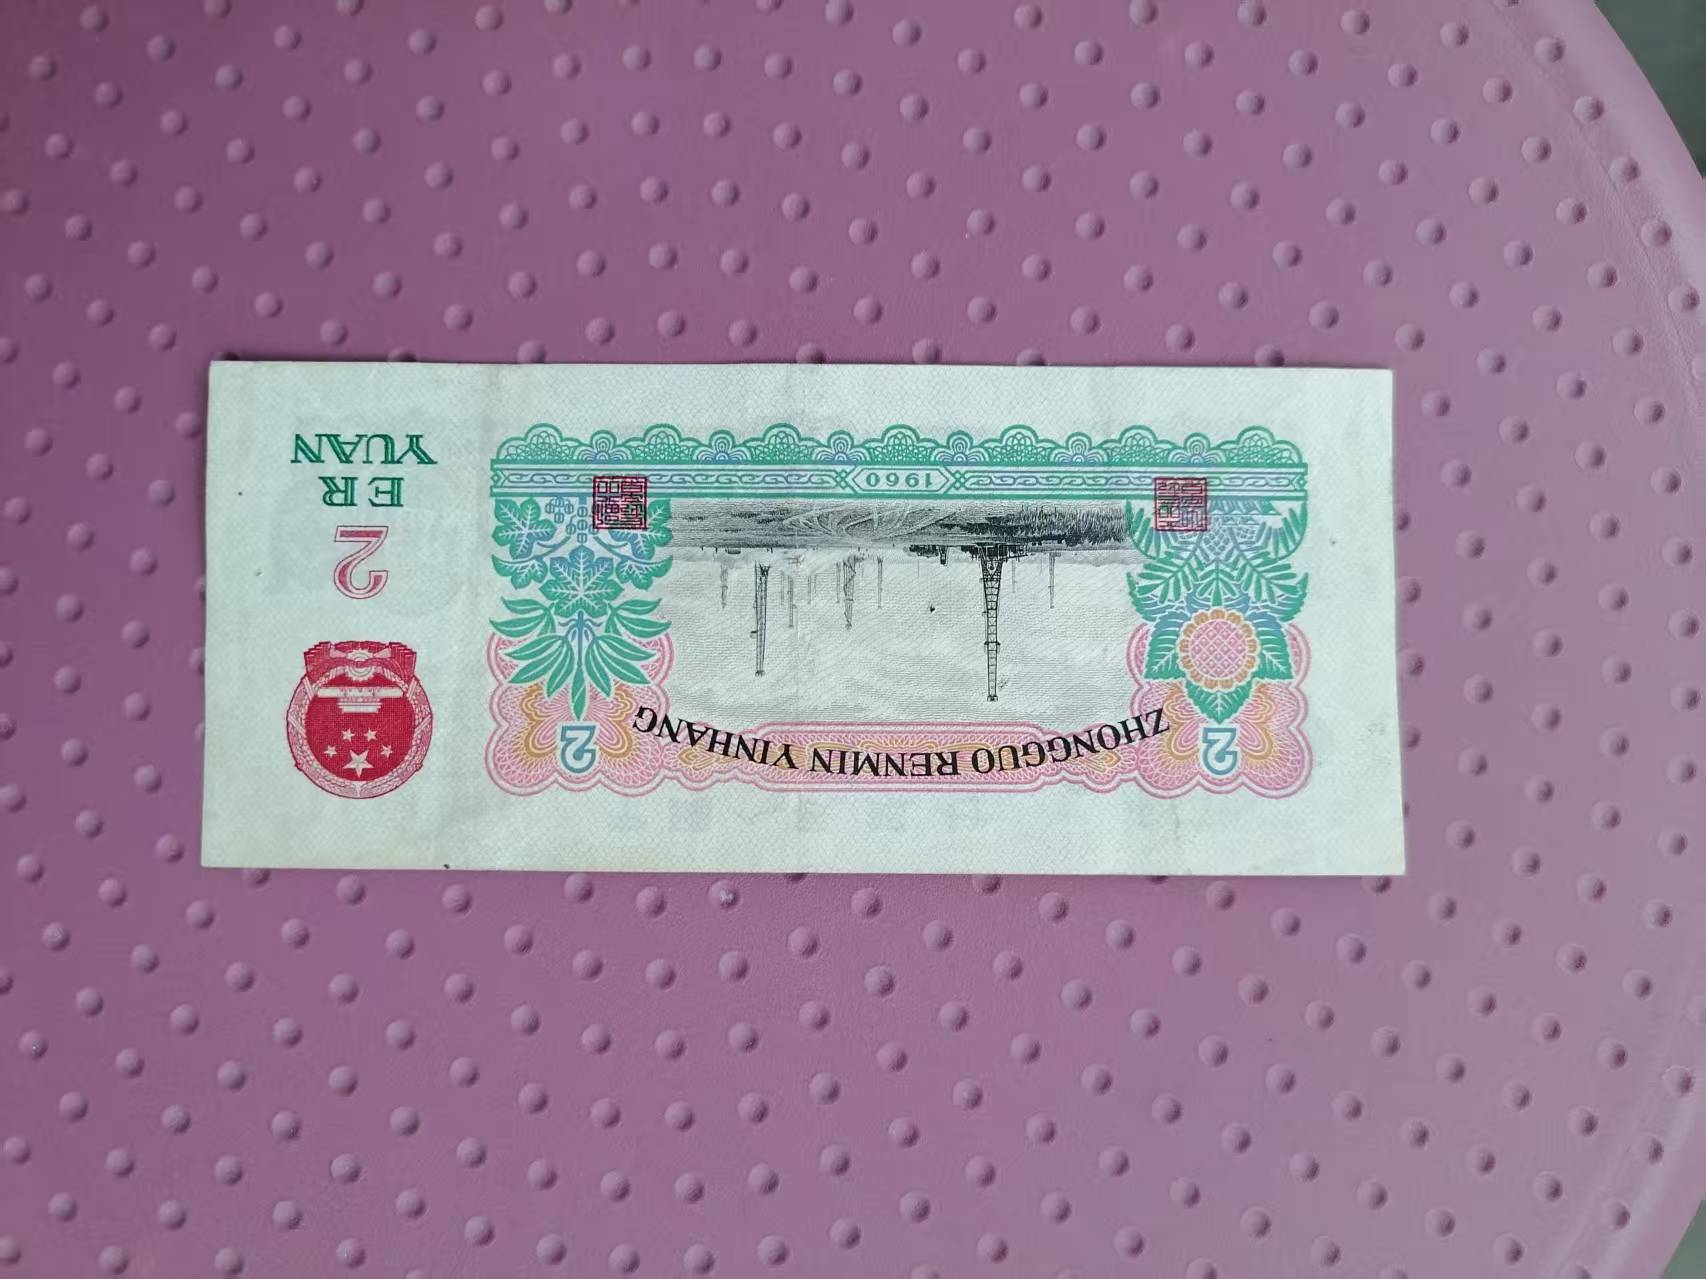 ZHONGGUO RENMIN YINHANG
2
2
1960
2
ER
YUAN